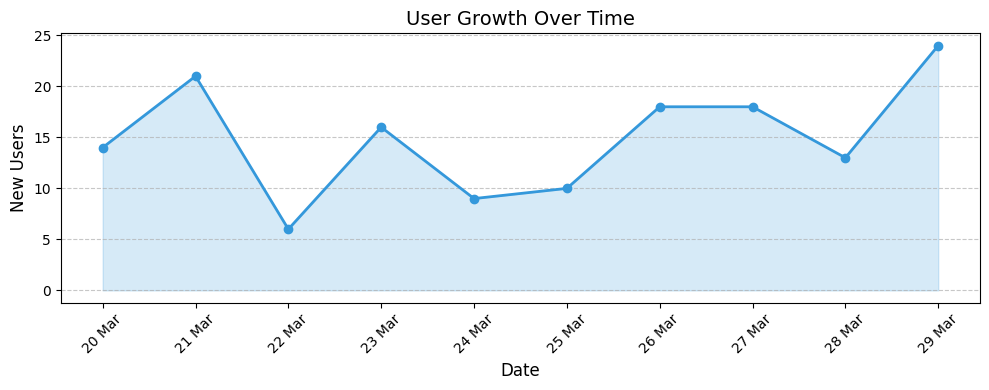 User Growth Over Time
New Users
25
20
15
10
5
0
20 Mar
21 Mar
22 Mar
23 Mar
24 Mar
25 Mar
26 Mar
27 Mar
28 Mar
29 Mar
Date